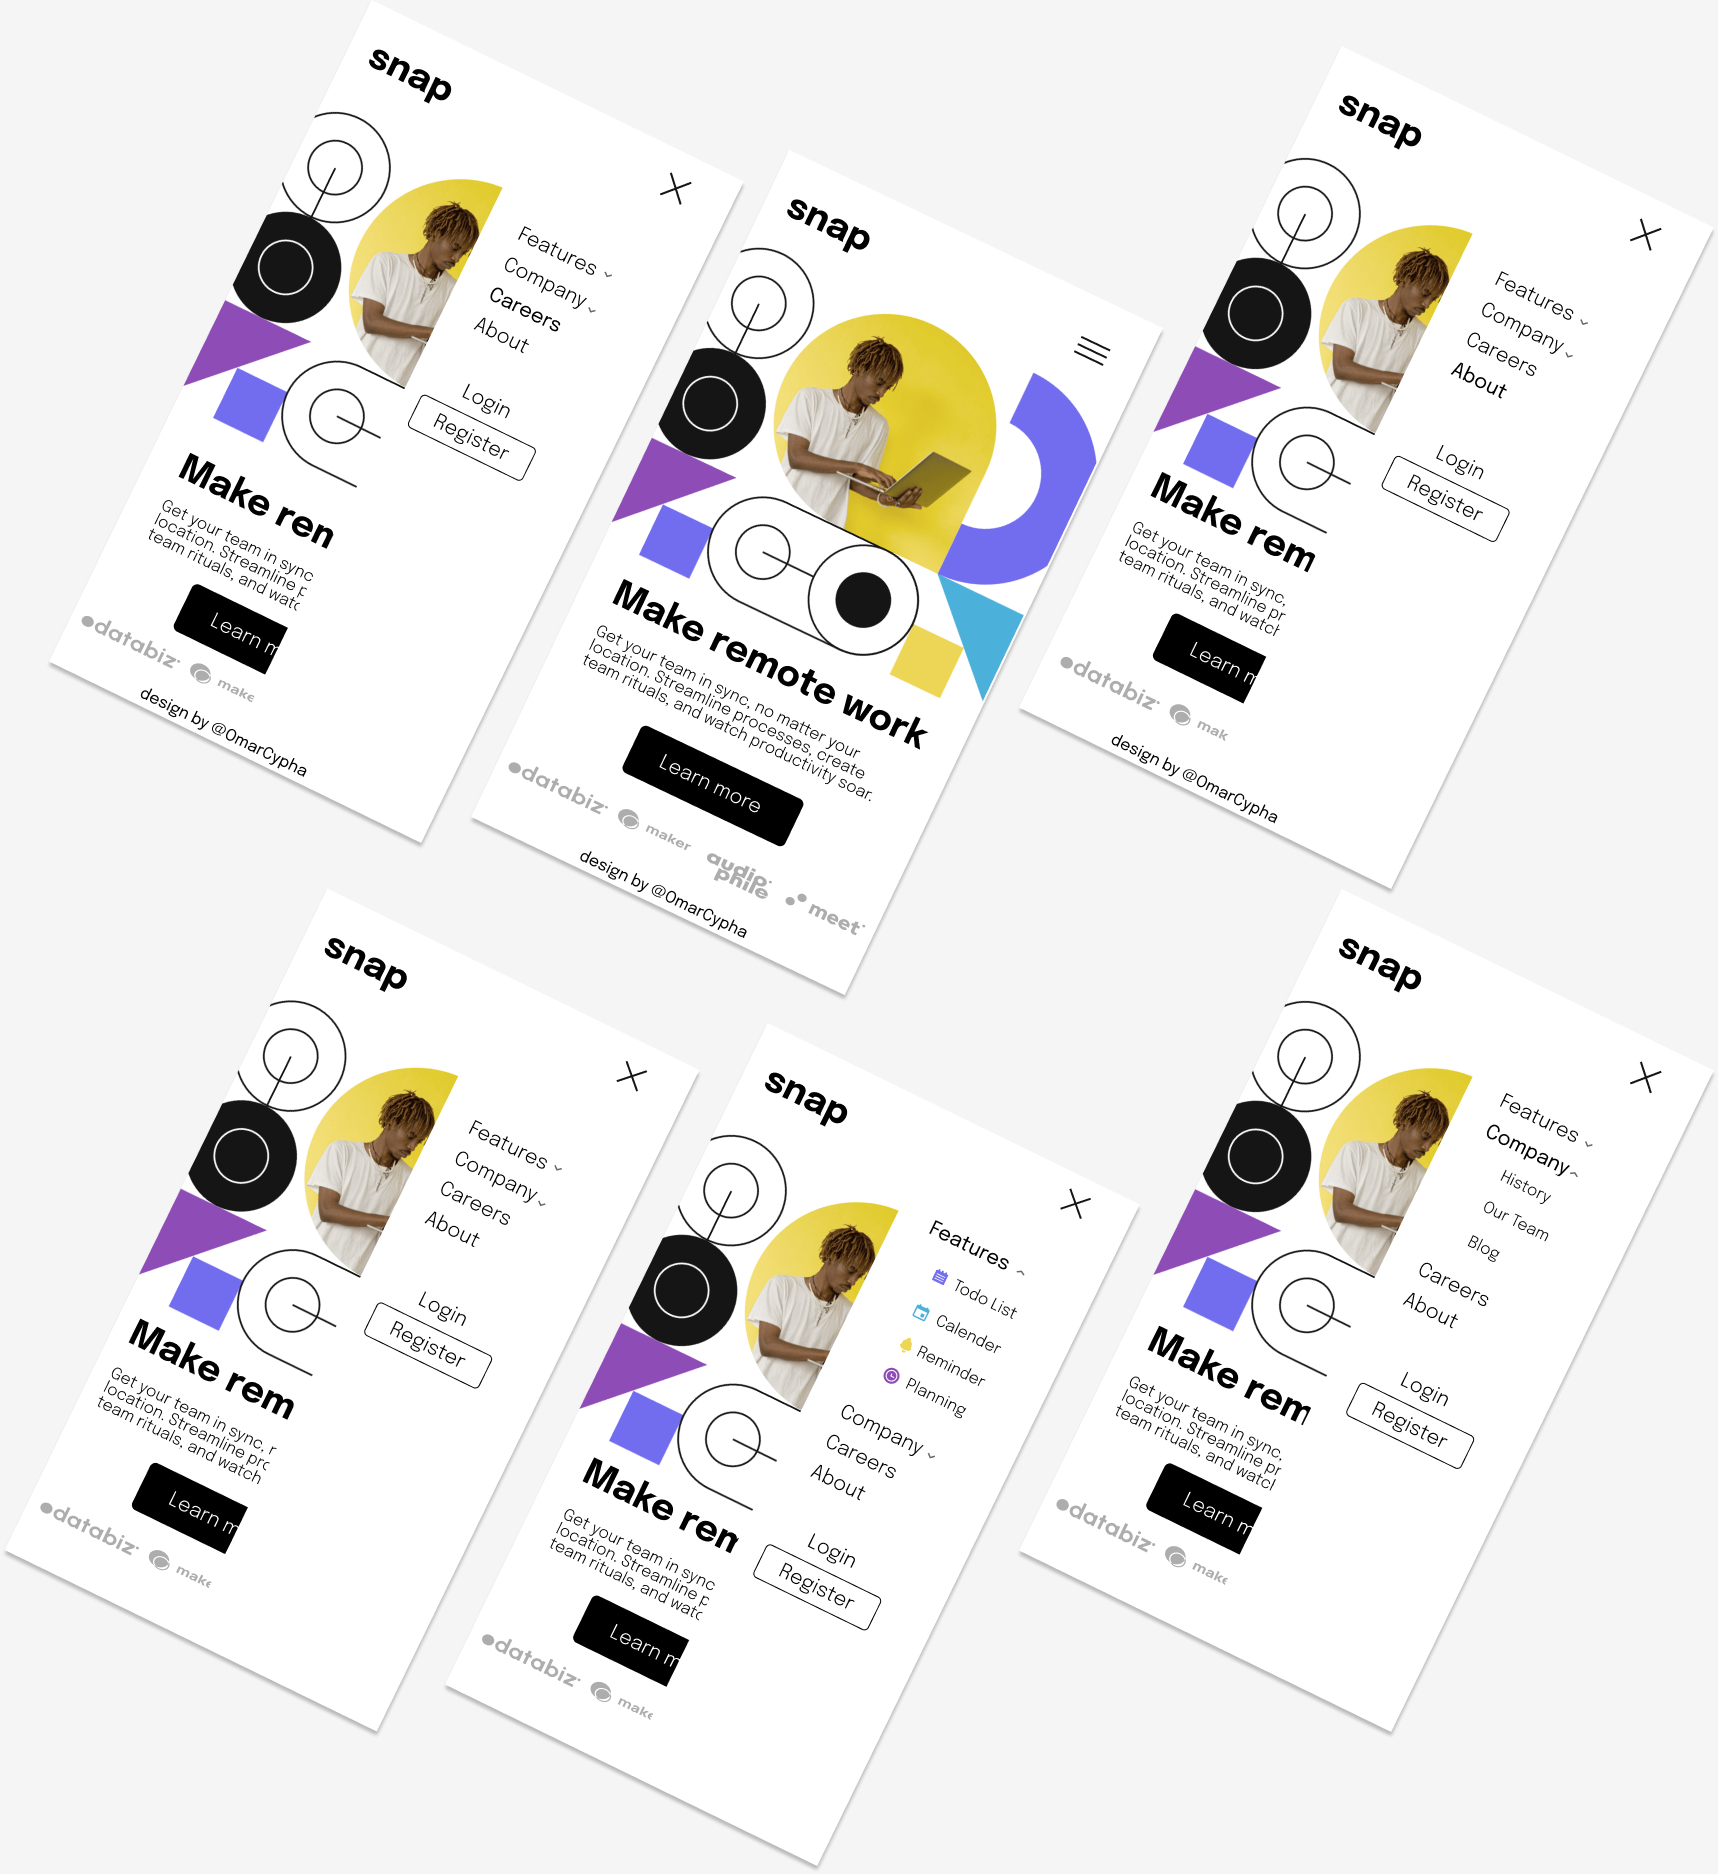 snap
Features
Company
Careers
About
Login
Register
Make ren
Get your team in sync
location. Streamline p
team rituals, and watc
Learn m
databiz
make
design by @OmarCypha
snap
Make remote work
Get your team in sync, no matter your
location. Streamline processes, create
team rituals, and watch productivity soar.
Learn more
databiz
maker
audio
phile
meet
design by @OmarCypha
snap
Features
Company
Careers
About
Login
Register
Make rem
Get your team in sync,
location. Streamline pr
team rituals, and watch
Learn m
databiz
mak
design by @OmarCypha
snap
Features
Company
Careers
About
Login
Register
Make rem
Get your team in sync, r
location. Streamline pro
team rituals, and watch
Learn m
databiz
make
snap
Features
Todo List
Calender
Reminder
Planning
Company
Careers
About
Login
Register
Make ren
Get your team in sync
location. Streamline p
team rituals, and watc
Learn m
databiz
make
snap
Features
Company
History
Our Team
Blog
Careers
About
Login
Register
Make rem
Get your team in sync,
location. Streamline pr
team rituals, and watcl
Learn m
databiz
make